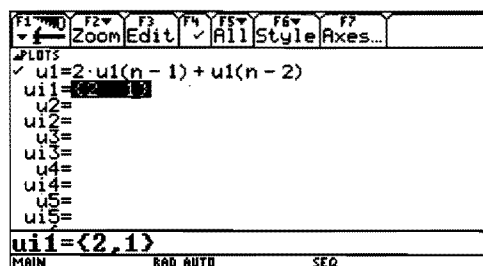 F1 F2▼ F3 F4 F5▼ F6▼ F7
Zoom Edit ✓ All Style Axes…
PLOTS
✓ u1=2·u1(n − 1) + u1(n − 2)
ui1={2 1}
u2=
ui2=
u3=
ui3=
u4=
ui4=
u5=
ui5=
ui1={2,1}
MAIN RAD AUTO SEQ